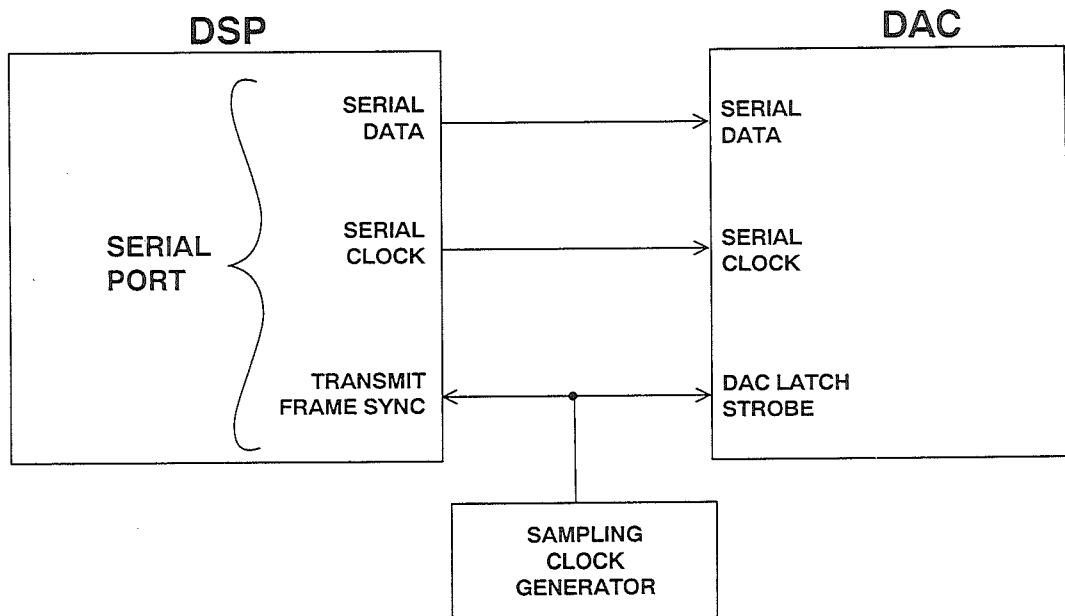 DSP
DAC
SERIAL
DATA
SERIAL
DATA
SERIAL
PORT
SERIAL
CLOCK
SERIAL
CLOCK
TRANSMIT
FRAME SYNC
DAC LATCH
STROBE
SAMPLING
CLOCK
GENERATOR